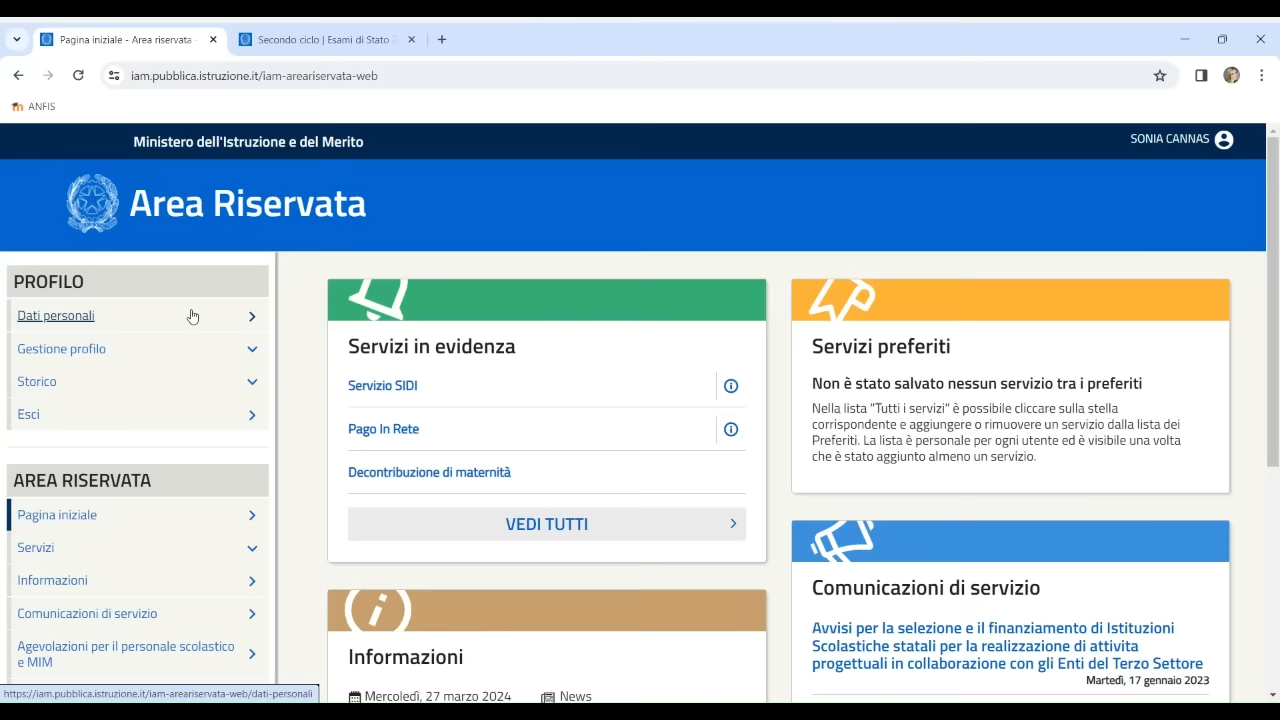 Pagina iniziale - Area riservata -
Secondo ciclo | Esami di Stato
iam.pubblica.istruzione.it/iam-areariservata-web
ANFIS
Ministero dell'Istruzione e del Merito
SONIA CANNAS
Area Riservata
PROFILO
Dati personali
Gestione profilo
Storico
Esci
AREA RISERVATA
Pagina iniziale
Servizi
Informazioni
Comunicazioni di servizio
Agevolazioni per il personale scolastico
e MIM
https://iam.pubblica.istruzione.it/iam-areariservata-web/dati-personali
Servizi in evidenza
Servizio SIDI
Pago In Rete
Decontribuzione di maternità
VEDI TUTTI
Informazioni
Mercoledì, 27 marzo 2024
News
Servizi preferiti
Non è stato salvato nessun servizio tra i preferiti
Nella lista "Tutti i servizi" è possibile cliccare sulla stella
corrispondente e aggiungere o rimuovere un servizio dalla lista dei
Preferiti. La lista è personale per ogni utente ed è visibile una volta
che è stato aggiunto almeno un servizio.
Comunicazioni di servizio
Avvisi per la selezione e il finanziamento di Istituzioni
Scolastiche statali per la realizzazione di attivita
progettuali in collaborazione con gli Enti del Terzo Settore
Martedì, 17 gennaio 2023